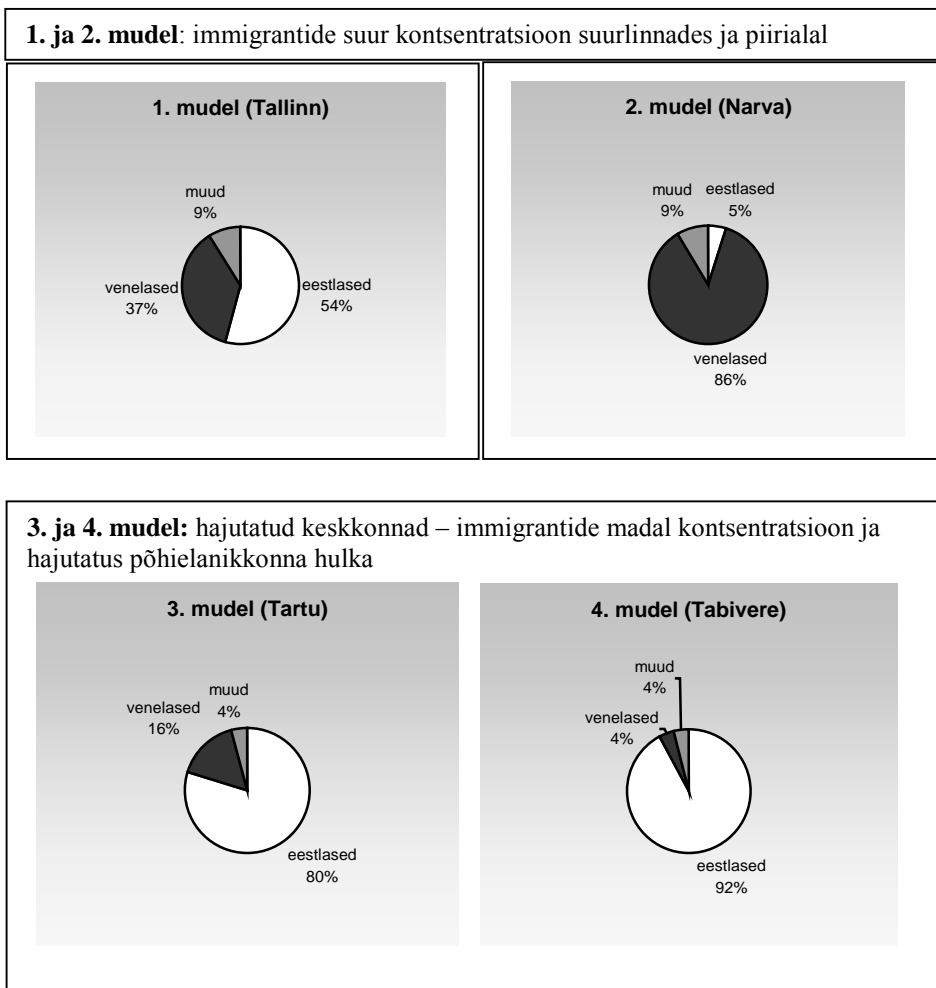 1. ja 2. mudel: immigrantide suur kontsentratsioon suurlinnades ja piirialal
1. mudel (Tallinn)
muud
9%
venelased
37%
eestlased
54%
2. mudel (Narva)
muud
9%
eestlased
5%
venelased
86%
3. ja 4. mudel: hajutatud keskkonnad – immigrantide madal kontsentratsioon ja
hajutatus põhielanikkonna hulka
3. mudel (Tartu)
muud
4%
venelased
16%
eestlased
80%
4. mudel (Tabivere)
muud
4%
venelased
4%
eestlased
92%